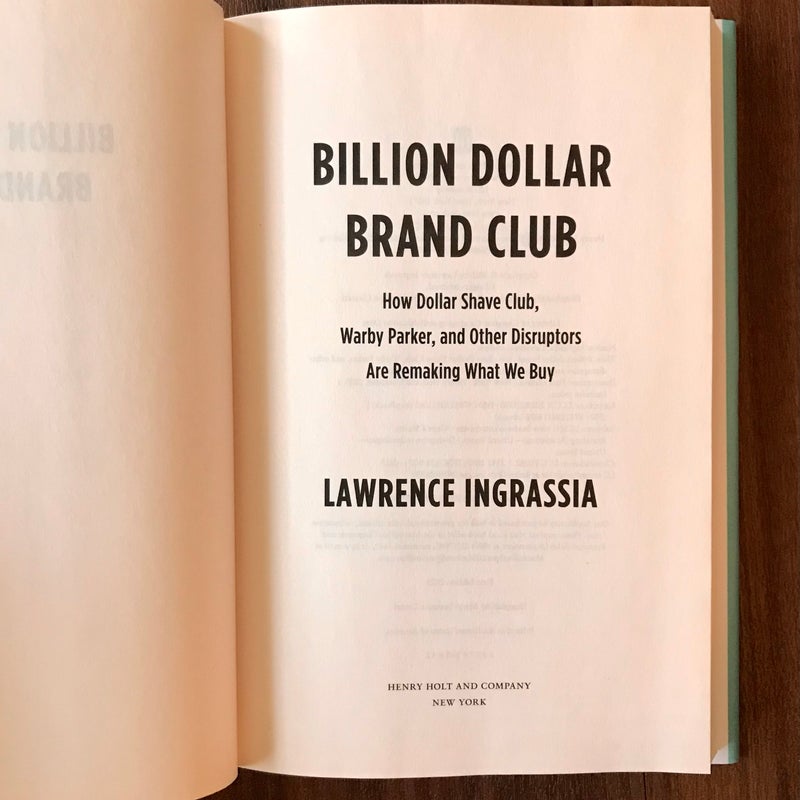 BILLION DOLLAR
BRAND CLUB
How Dollar Shave Club,
Warby Parker, and Other Disruptors
Are Remaking What We Buy
LAWRENCE INGRASSIA
HENRY HOLT AND COMPANY
NEW YORK